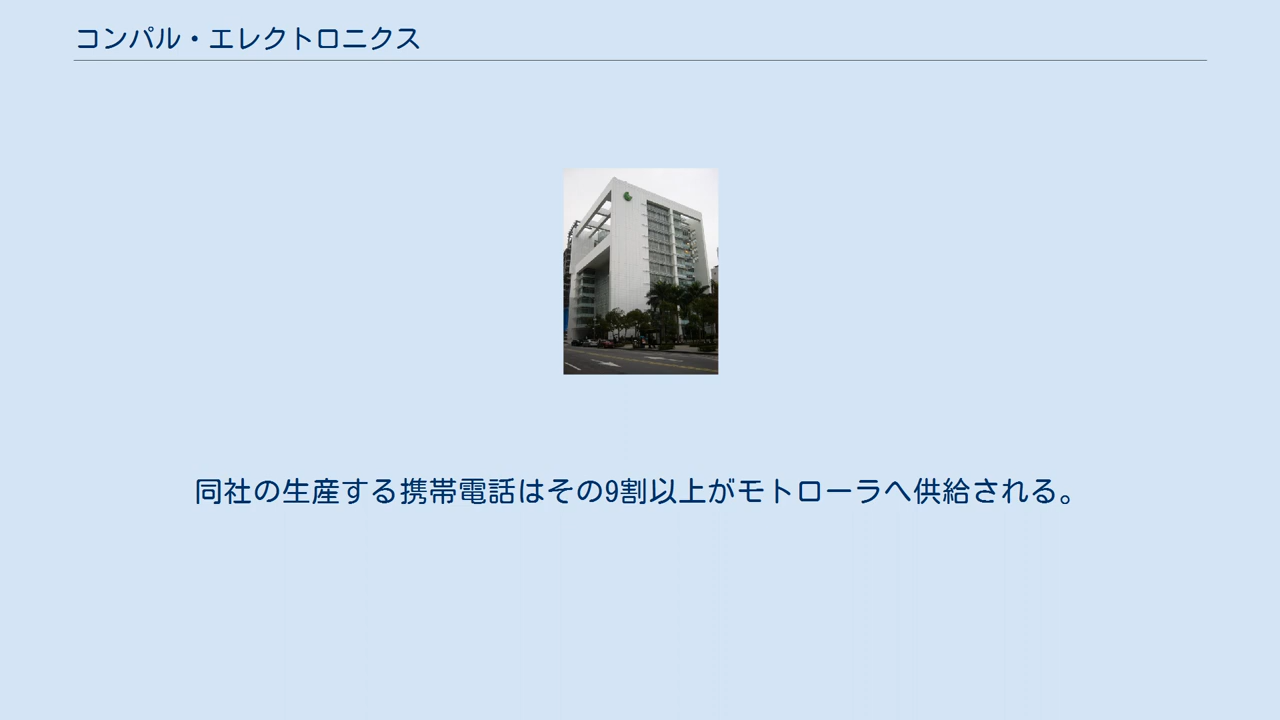 コンパル・エレクトロニクス
同社の生産する携帯電話はその9割以上がモトローラへ供給される。